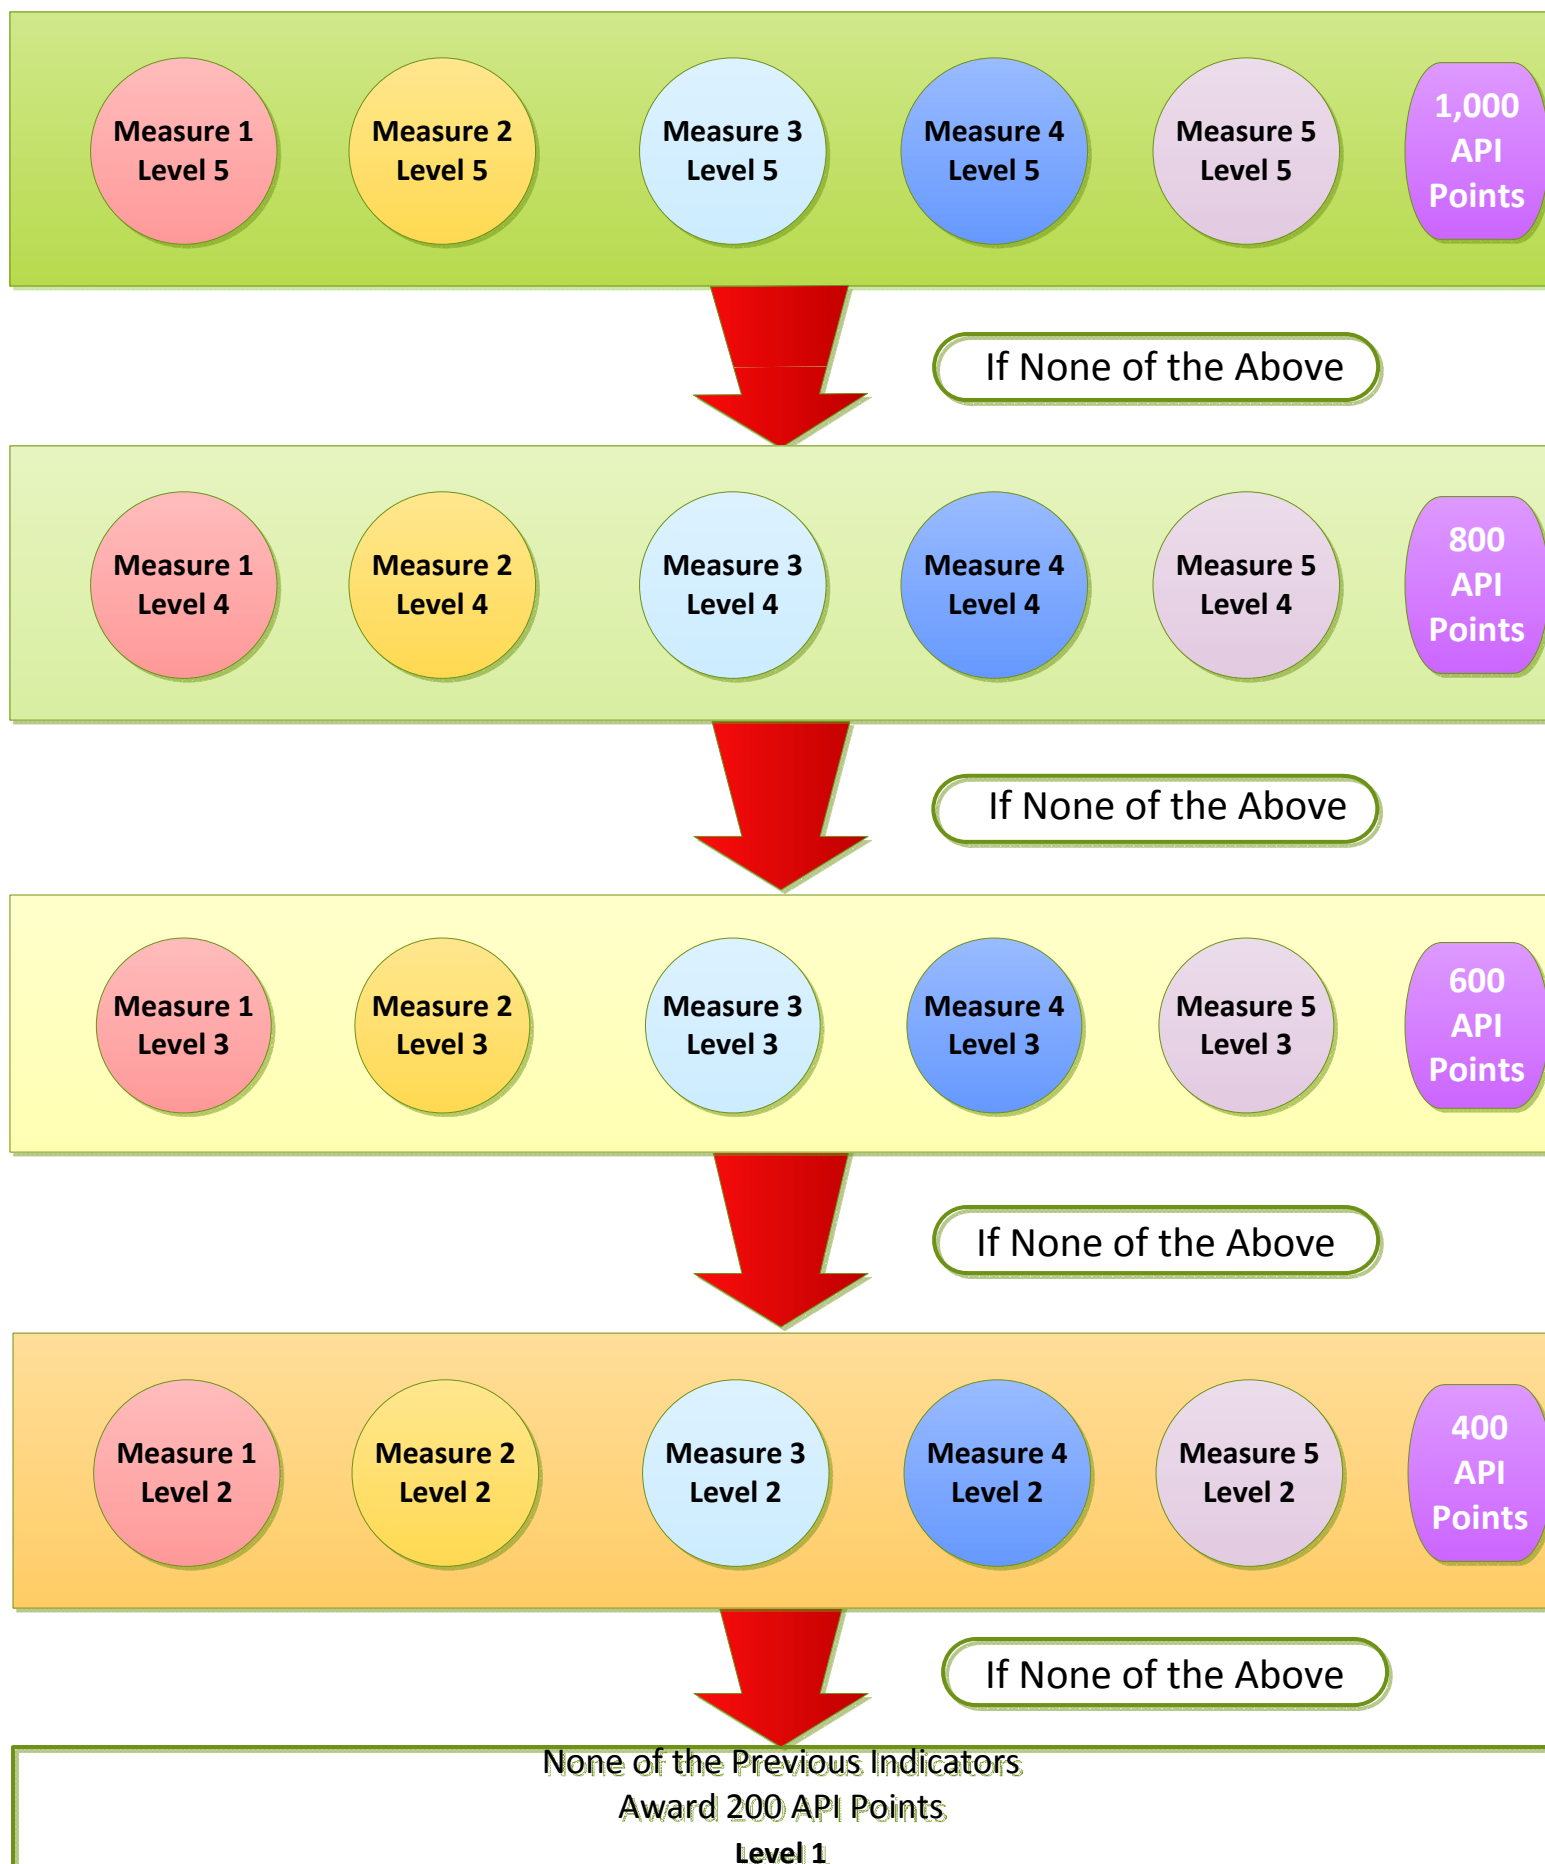 Measure 1
Level 5
Measure 2
Level 5
Measure 3
Level 5
Measure 4
Level 5
Measure 5
Level 5
1,000
API
Points
If None of the Above
Measure 1
Level 4
Measure 2
Level 4
Measure 3
Level 4
Measure 4
Level 4
Measure 5
Level 4
800
API
Points
If None of the Above
Measure 1
Level 3
Measure 2
Level 3
Measure 3
Level 3
Measure 4
Level 3
Measure 5
Level 3
600
API
Points
If None of the Above
Measure 1
Level 2
Measure 2
Level 2
Measure 3
Level 2
Measure 4
Level 2
Measure 5
Level 2
400
API
Points
If None of the Above
None of the Previous Indicators
Award 200 API Points
Level 1